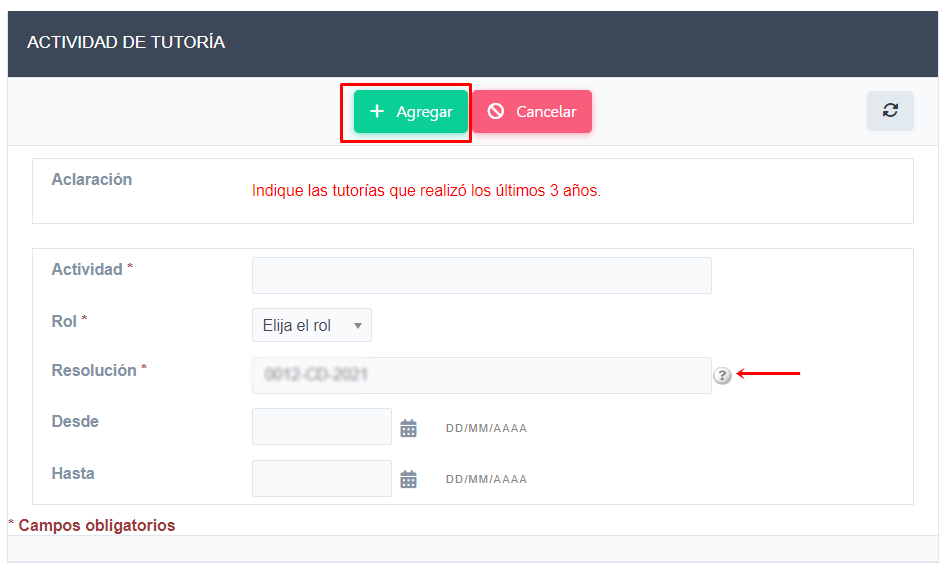 ACTIVIDAD DE TUTORÍA
+ Agregar Cancelar
Aclaración Indique las tutorías que realizó los últimos 3 años.
Actividad *
Rol * Elija el rol
Resolución * 0012-CD-2021 ?
Desde DD/MM/AAAA
Hasta DD/MM/AAAA
* Campos obligatorios